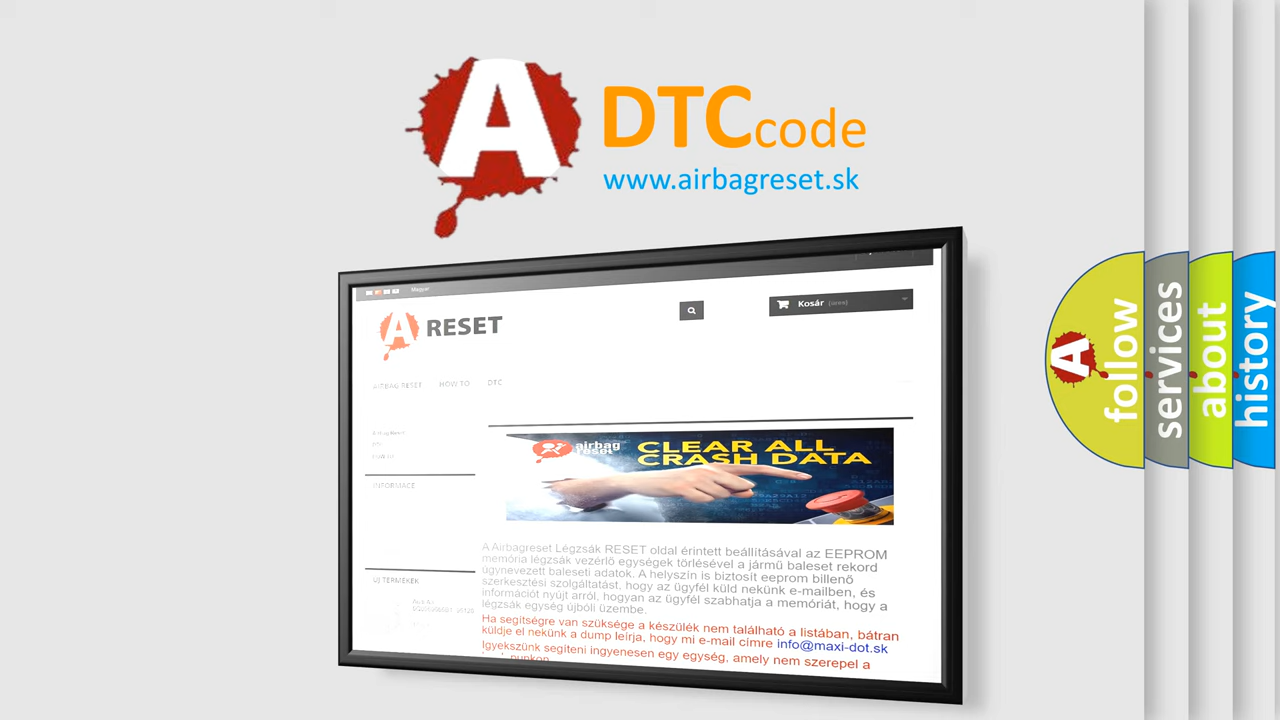 A
DTCcode
www.airbagreset.sk
Magyar
Kosár (üres)
A RESET
AIRBAG RESET HOW TO DTC
airbag
reset
CLEAR ALL
CRASH DATA
INFORMACE
A Airbagreset Légzsák RESET oldal érintett beállításával az EEPROM
memória légzsák vezérlő egységek törlésével a jármű baleset rekord
úgynevezett baleseti adatok. A helyszín is biztosít eeprom billenő
szerkesztési szolgáltatást, hogy az ügyfél küld nekünk e-mailben, és
információt nyújt arról, hogyan az ügyfél szabhatja a memóriát, hogy a
légzsák egység újbóli üzembe.
ÚJ TERMÉKEK
Ha segítségre van szüksége a készülék nem található a listában, bátran
küldje el nekünk a dump leírja, hogy mi e-mail címre info@maxi-dot.sk
Igyekszünk segíteni ingyenesen egy egység, amely nem szerepel a
A
follow
services
about
history